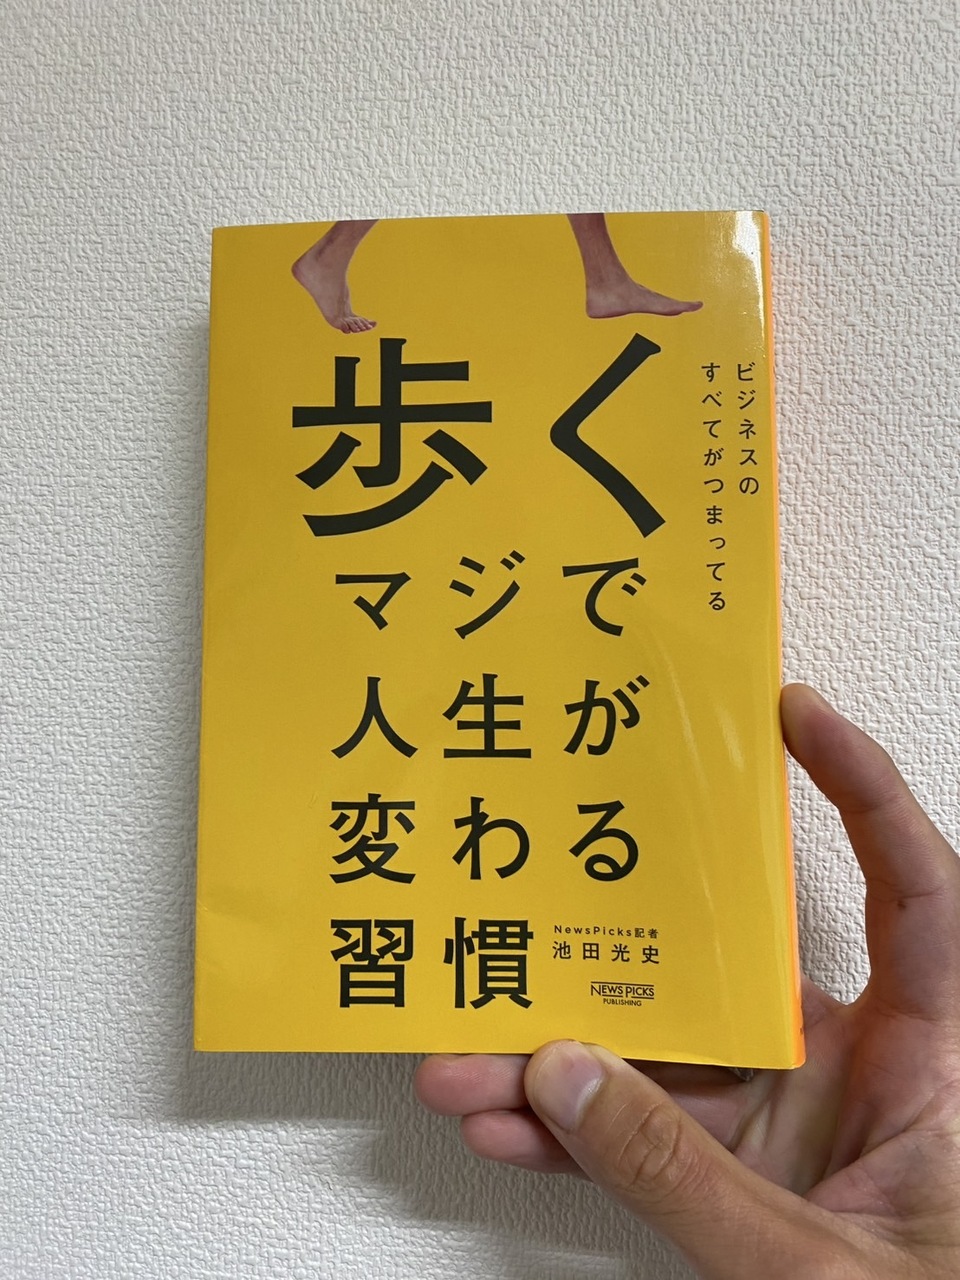 ビジネスの
すべてがつまってる
歩く
マジで
人生が
変わる
習慣
NewsPicks記者
池田光史
NEWS PICKS
PUBLISHING